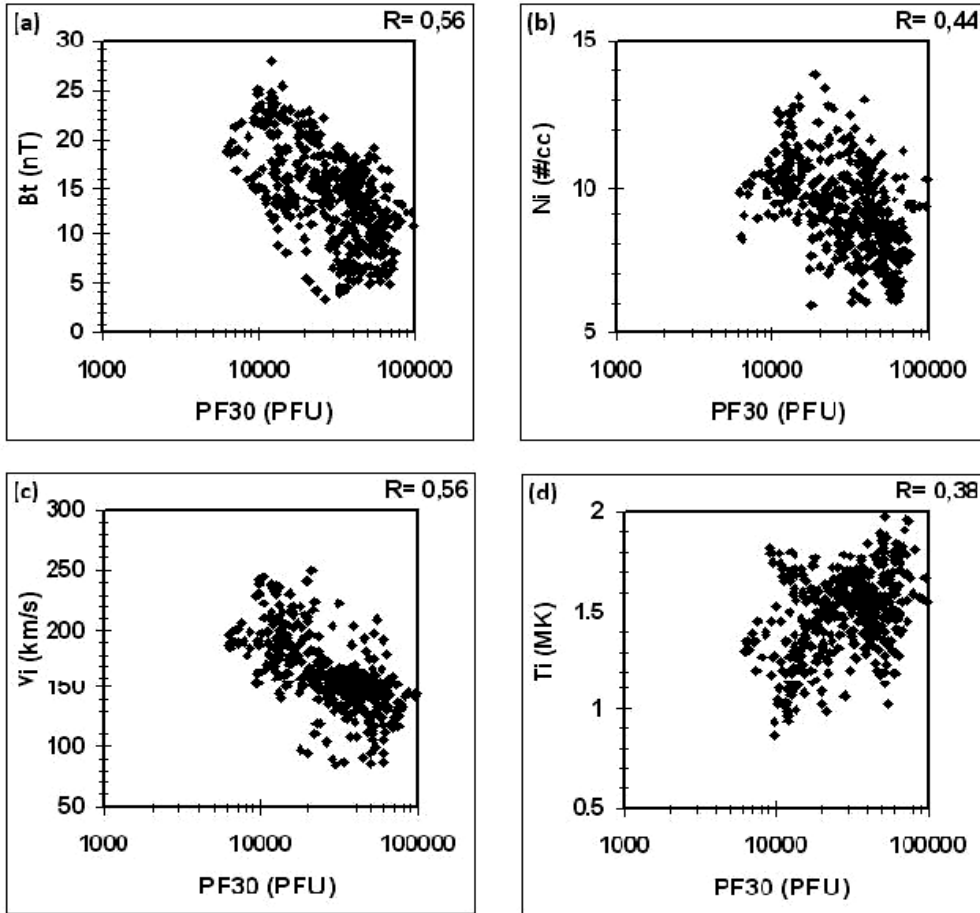 [a)
R= 0,56
30
25
20
15
10
5
0
Bt (nT)
1000 10000 100000
PF30 (PFU)
(b)
R= 0,44
15
10
5
Ni (#/cc)
1000 10000 100000
PF30 (PFU)
[c)
R= 0,56
300
250
200
150
100
50
Vi (km/s)
1000 10000 100000
PF30 (PFU)
(d)
R= 0,38
2
1.5
1
0.5
Ti (MK)
1000 10000 100000
PF30 (PFU)